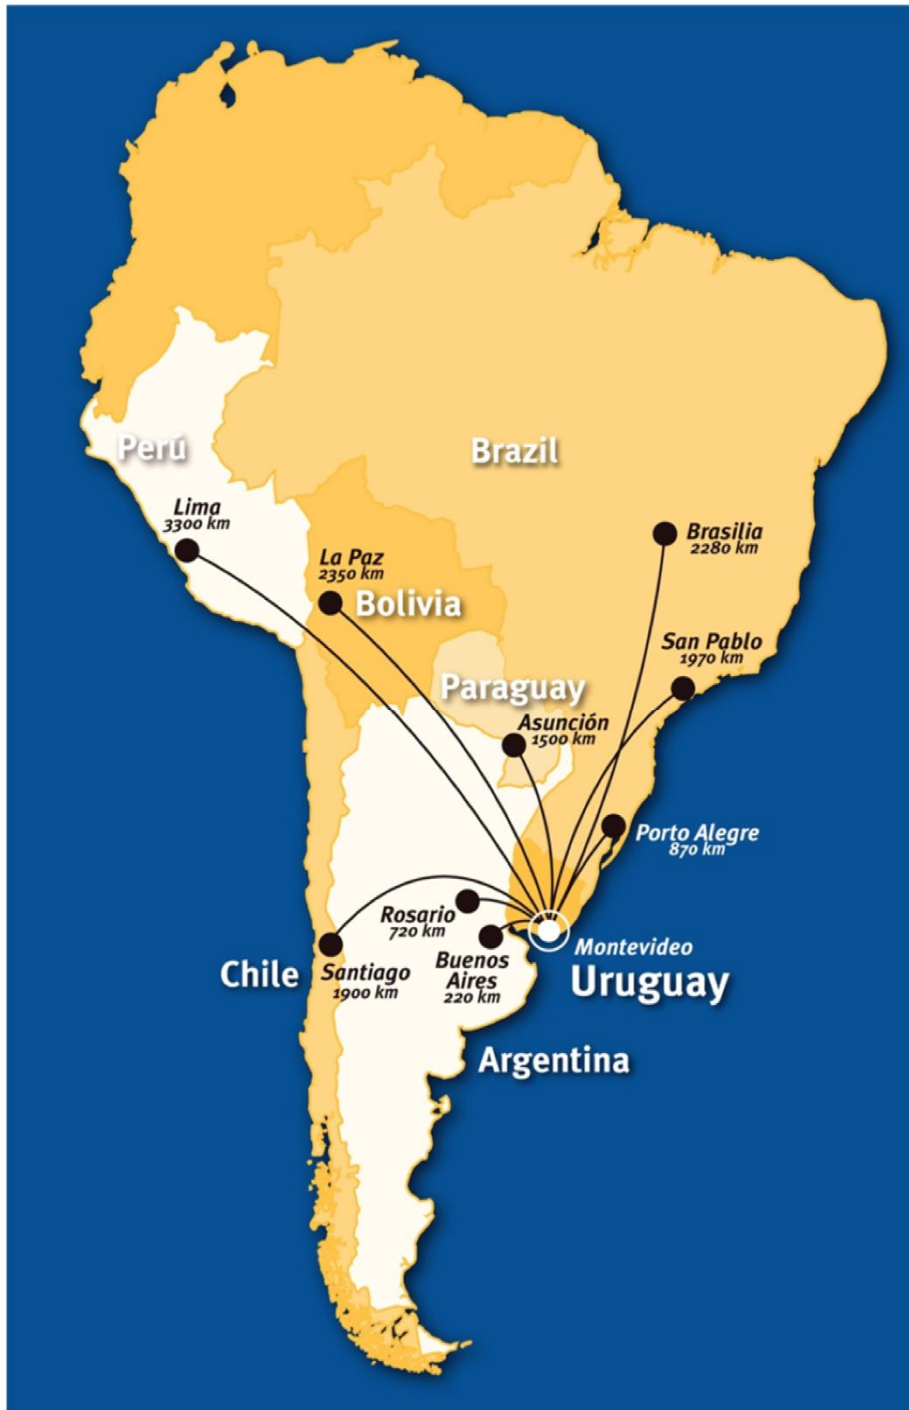 Perú
Brazil
Lima
3300 km
Brasilia
2280 km
La Paz
2350 km
Bolivia
San Pablo
1970 km
Paraguay
Asunción
1500 km
Porto Alegre
870 km
Rosario
720 km
Buenos
Aires
220 km
Montevideo
Uruguay
Chile
Santiago
1900 km
Argentina